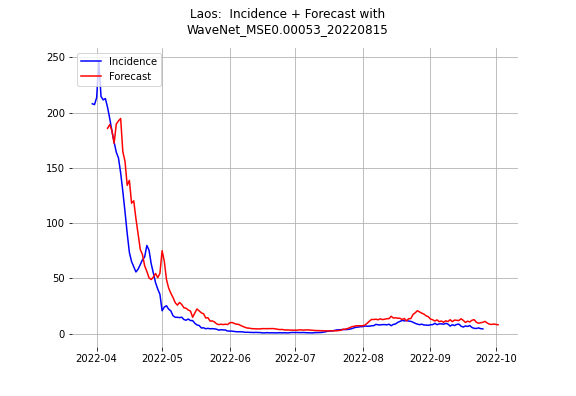 Laos:  Incidence + Forecast with
WaveNet_MSE0.00053_20220815
Incidence
Forecast
250
200
150
100
50
0
2022-04 2022-05 2022-06 2022-07 2022-08 2022-09 2022-10